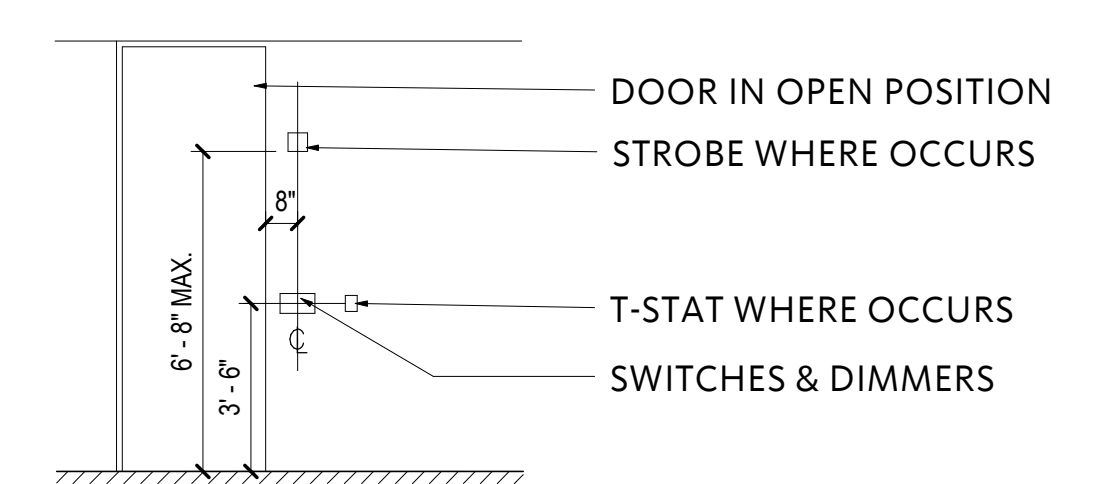 DOOR IN OPEN POSITION
STROBE WHERE OCCURS
8"
6' - 8" MAX.
T-STAT WHERE OCCURS
3' - 6"
℄
SWITCHES & DIMMERS